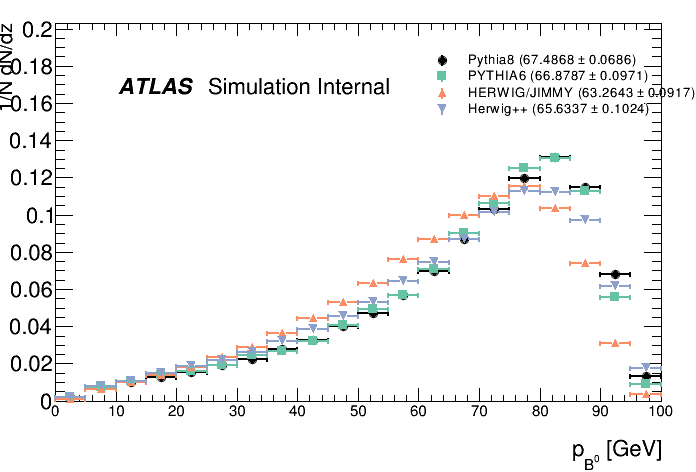 1/N dN/dz
0.2
0.18
0.16
0.14
0.12
0.1
0.08
0.06
0.04
0.02
0
ATLAS Simulation Internal
Pythia8 (67.4868 ± 0.0686)
PYTHIA6 (66.8787 ± 0.0971)
HERWIG/JIMMY (63.2643 ± 0.0917)
Herwig++ (65.6337 ± 0.1024)
0 10 20 30 40 50 60 70 80 90 100
p_B^0 [GeV]